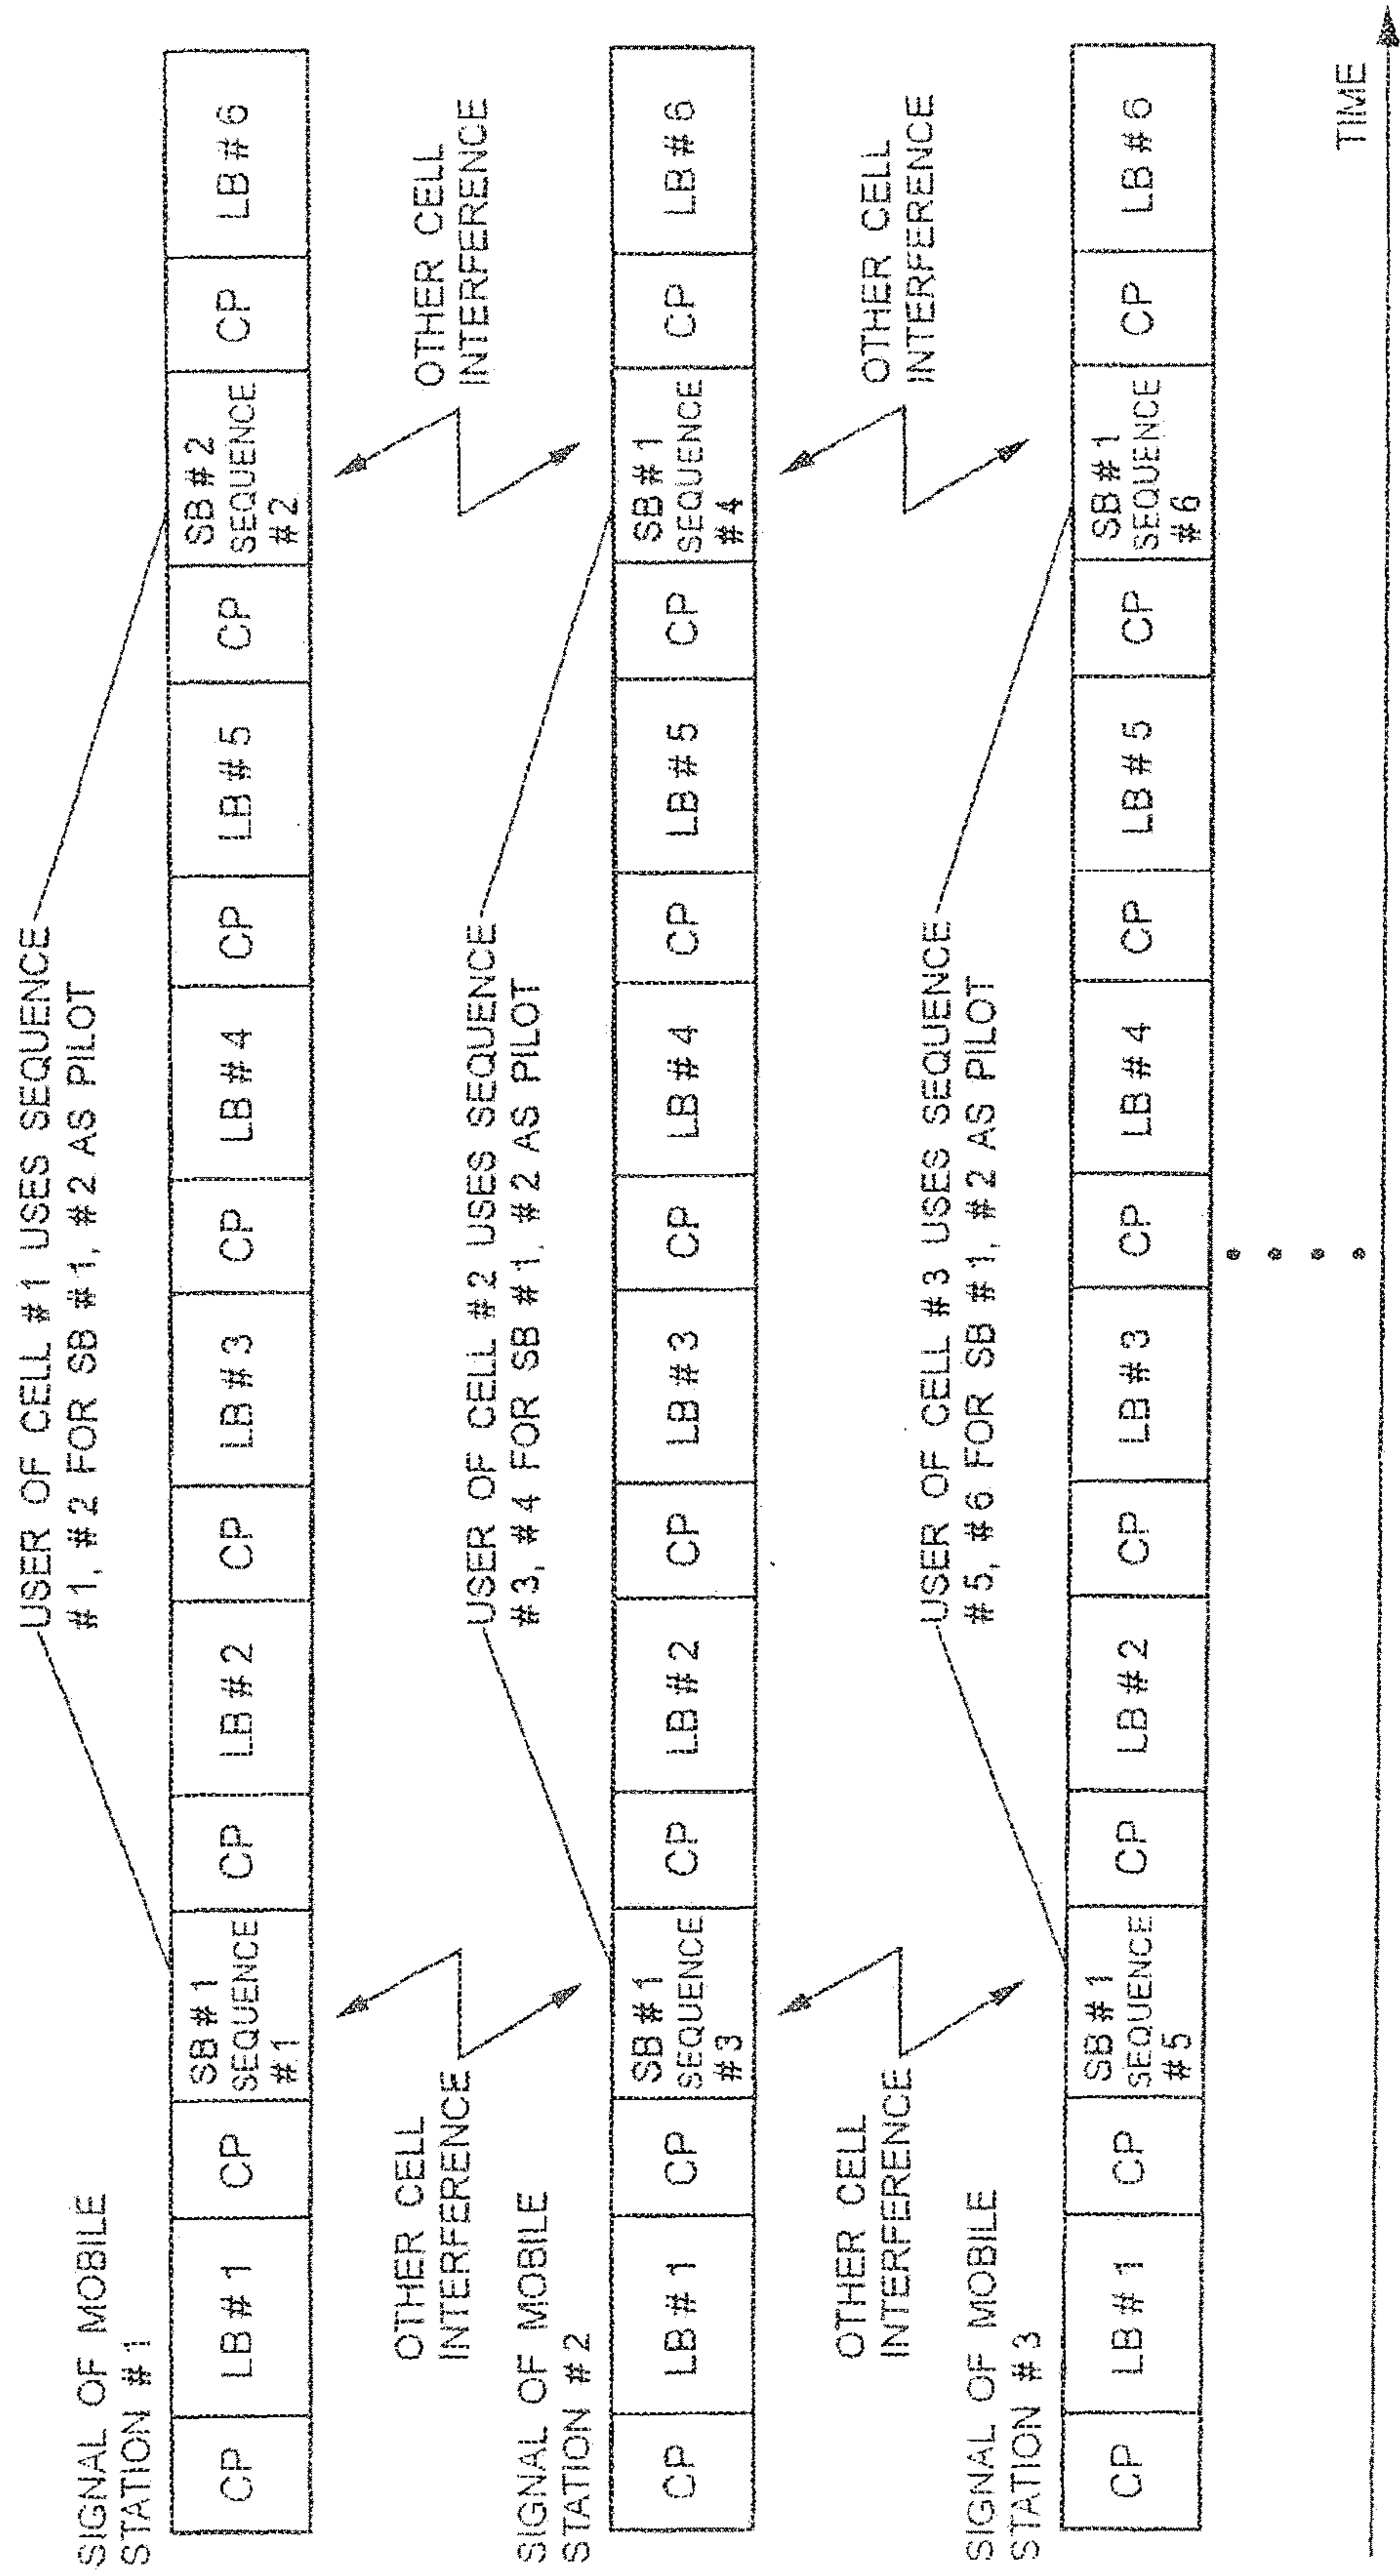 USER OF CELL #1 USES SEQUENCE
#1, #2 FOR SB #1, #2 AS PILOT
SIGNAL OF MOBILE
STATION #1
CP
LB #1
CP
SB #1
SEQUENCE
#1
CP
LB #2
CP
LB #3
CP
LB #4
CP
LB #5
CP
SB #2
SEQUENCE
#2
CP
LB #6
OTHER CELL
INTERFERENCE
OTHER CELL
INTERFERENCE
USER OF CELL #2 USES SEQUENCE
#3, #4 FOR SB #1, #2 AS PILOT
SIGNAL OF MOBILE
STATION #2
CP
LB #1
CP
SB #1
SEQUENCE
#3
CP
LB #2
CP
LB #3
CP
LB #4
CP
LB #5
CP
SB #1
SEQUENCE
#4
CP
LB #6
OTHER CELL
INTERFERENCE
OTHER CELL
INTERFERENCE
USER OF CELL #3 USES SEQUENCE
#5, #6 FOR SB #1, #2 AS PILOT
SIGNAL OF MOBILE
STATION #3
CP
LB #1
CP
SB #1
SEQUENCE
#5
CP
LB #2
CP
LB #3
CP
LB #4
CP
LB #5
CP
SB #1
SEQUENCE
#6
CP
LB #6
TIME